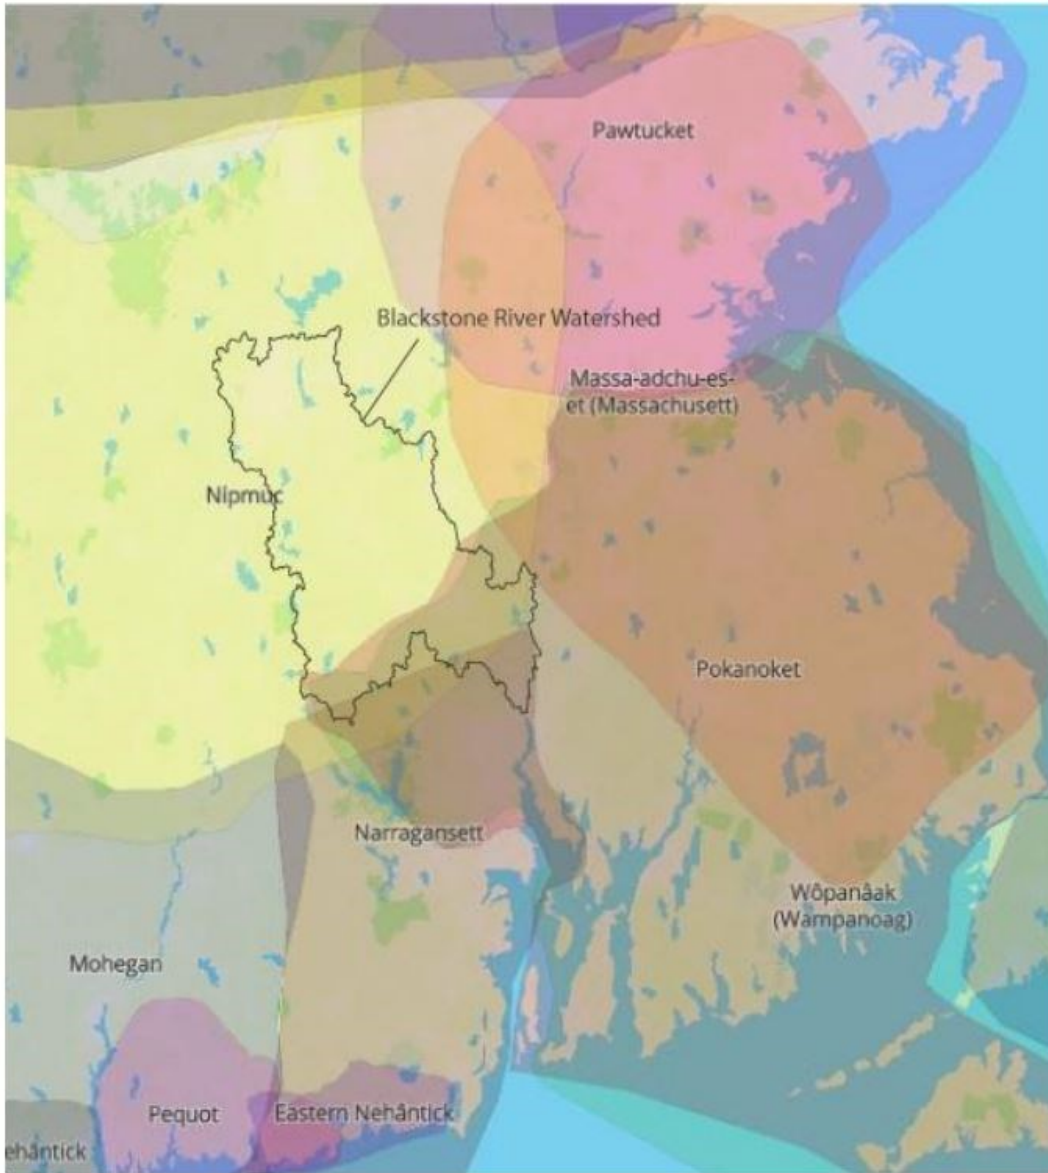 Pawtucket
Blackstone River Watershed
Massa-adchu-es-
et (Massachusett)
Nipmuc
Pokanoket
Narragansett
Wôpanâak
(Wampanoag)
Mohegan
Pequot
Eastern Nehântick
ehântick